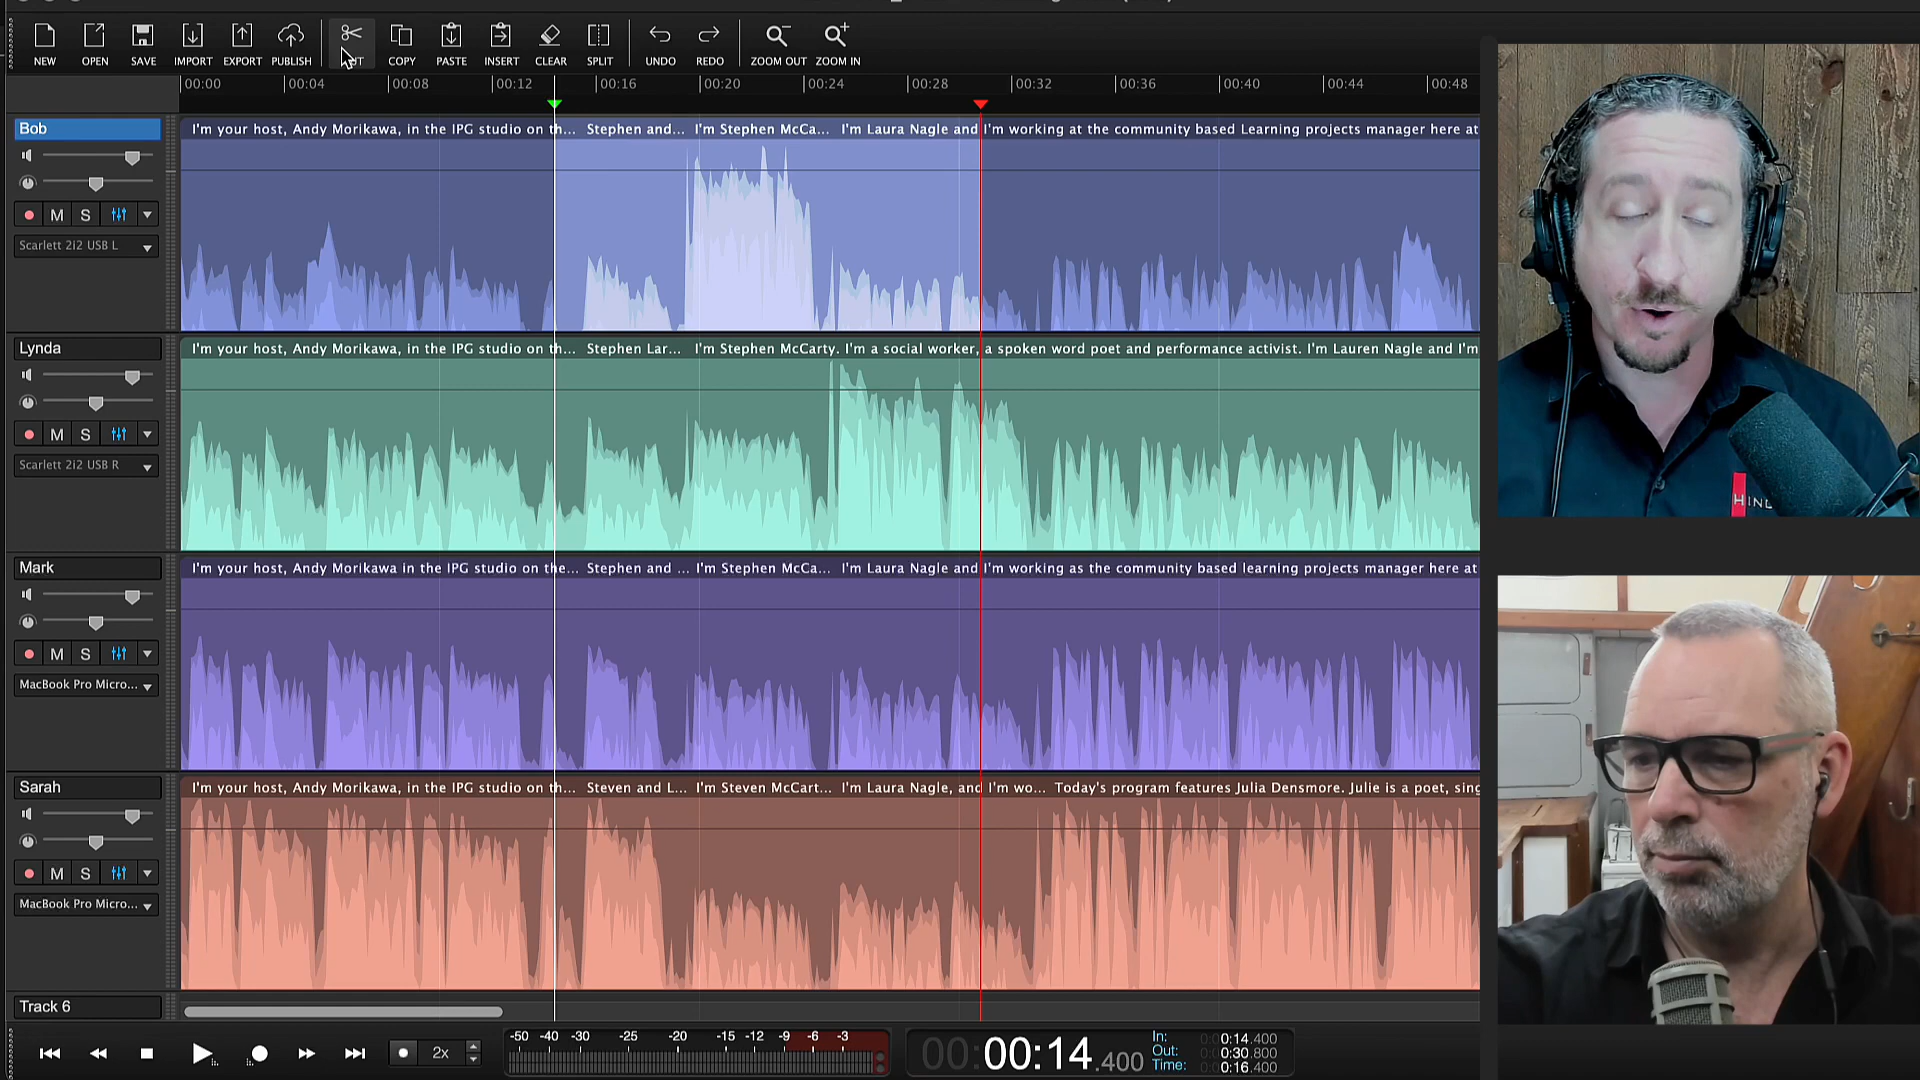 NEW OPEN SAVE IMPORT EXPORT PUBLISH COPY PASTE INSERT CLEAR SPLIT UNDO REDO ZOOM OUT ZOOM IN
00:00 00:04 00:08 00:12 00:16 00:20 00:24 00:28 00:32 00:36 00:40 00:44 00:48
Bob
I'm your host, Andy Morikawa, in the IPG studio on th... Stephen and... I'm Stephen McCa... I'm Laura Nagle and I'm working at the community based Learning projects manager here at
M S
Scarlett 2i2 USB L
Lynda
I'm your host, Andy Morikawa, in the IPG studio on th... Stephen Lar... I'm Stephen McCarty. I'm a social worker, a spoken word poet and performance activist. I'm Lauren Nagle and I'm
M S
Scarlett 2i2 USB R
Mark
I'm your host, Andy Morikawa in the IPG studio on the... Stephen and ... I'm Stephen McCa... I'm Laura Nagle and I'm working as the community based learning projects manager here at
M S
MacBook Pro Micro...
Sarah
I'm your host, Andy Morikawa, in the IPG studio on th... Steven and L... I'm Steven McCart... I'm Laura Nagle, and I'm wo... Today's program features Julia Densmore. Julie is a poet, sing
M S
MacBook Pro Micro...
Track 6
2x
-50 -40 -30 -25 -20 -15 -12 -9 -6 -3
00:00:14.400
In: 0:0:14.400
Out: 0:0:30.800
Time: 0:0:16.400
HIND